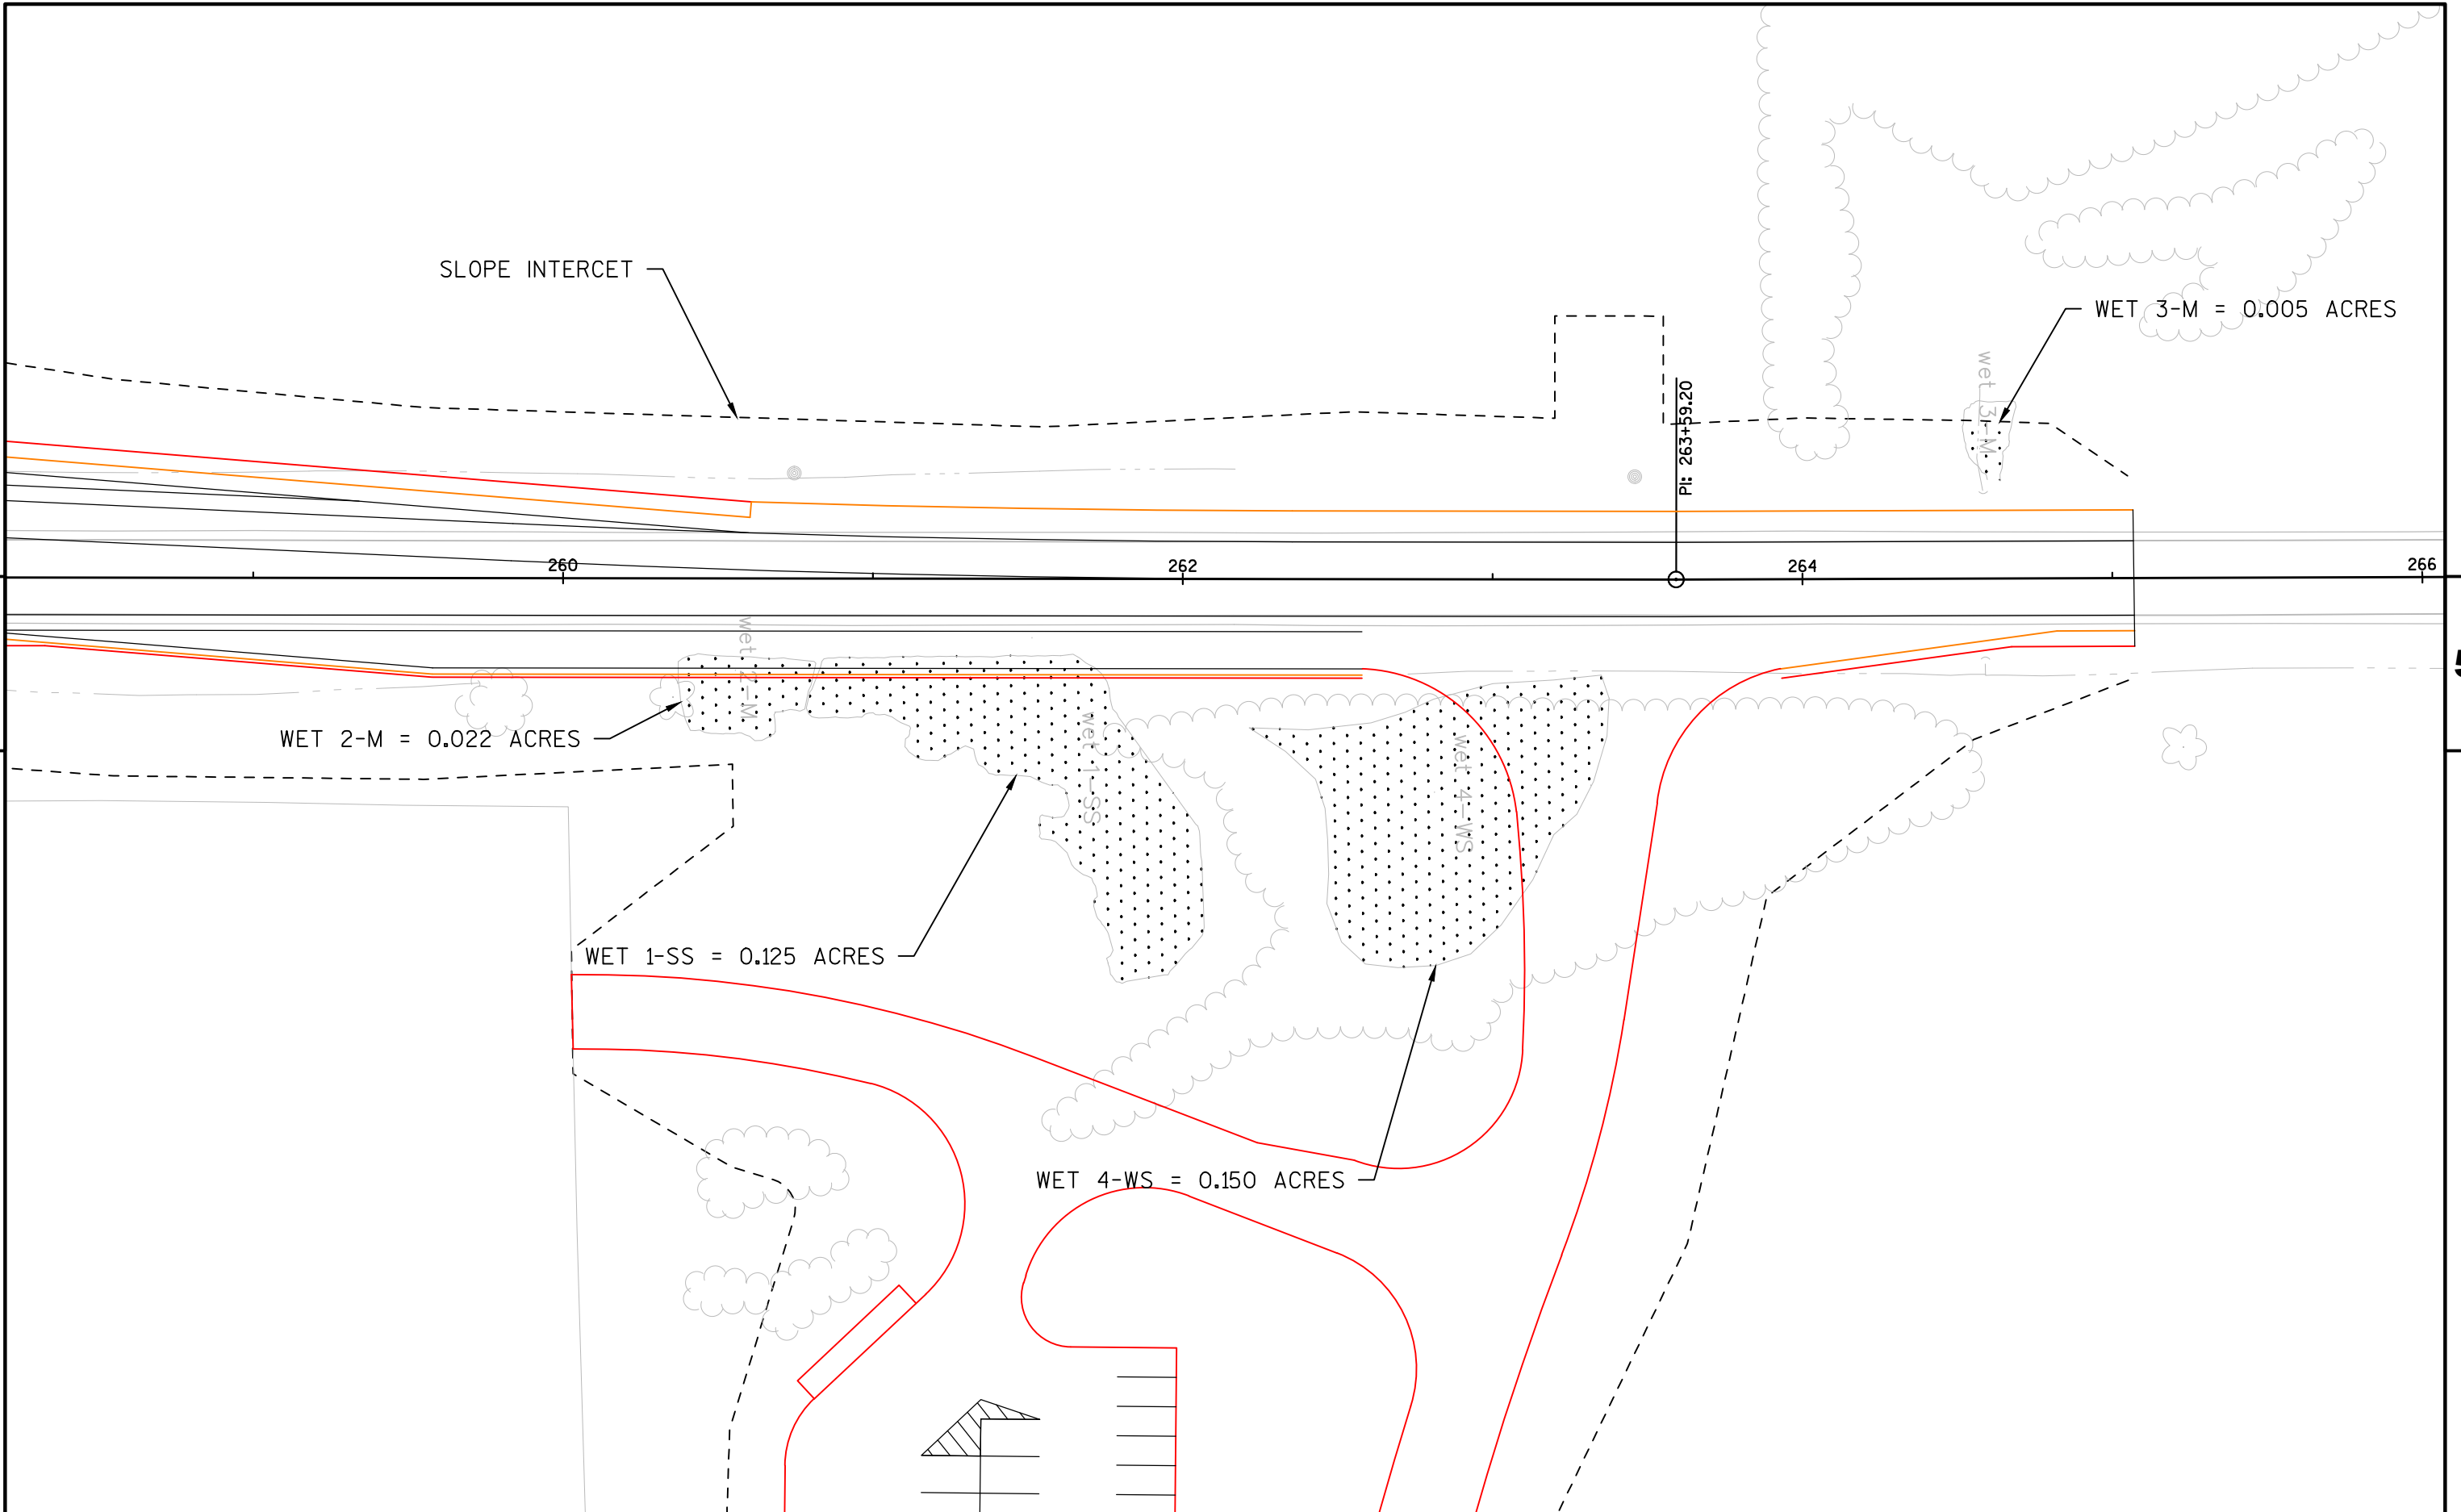 SLOPE INTERCET
WET 3-M = 0.005 ACRES
wet 3-M
PI: 263+59.20
260
262
264
266
wet 2-M
WET 2-M = 0.022 ACRES
wet 1-SS
wet 4-WS
WET 1-SS = 0.125 ACRES
WET 4-WS = 0.150 ACRES